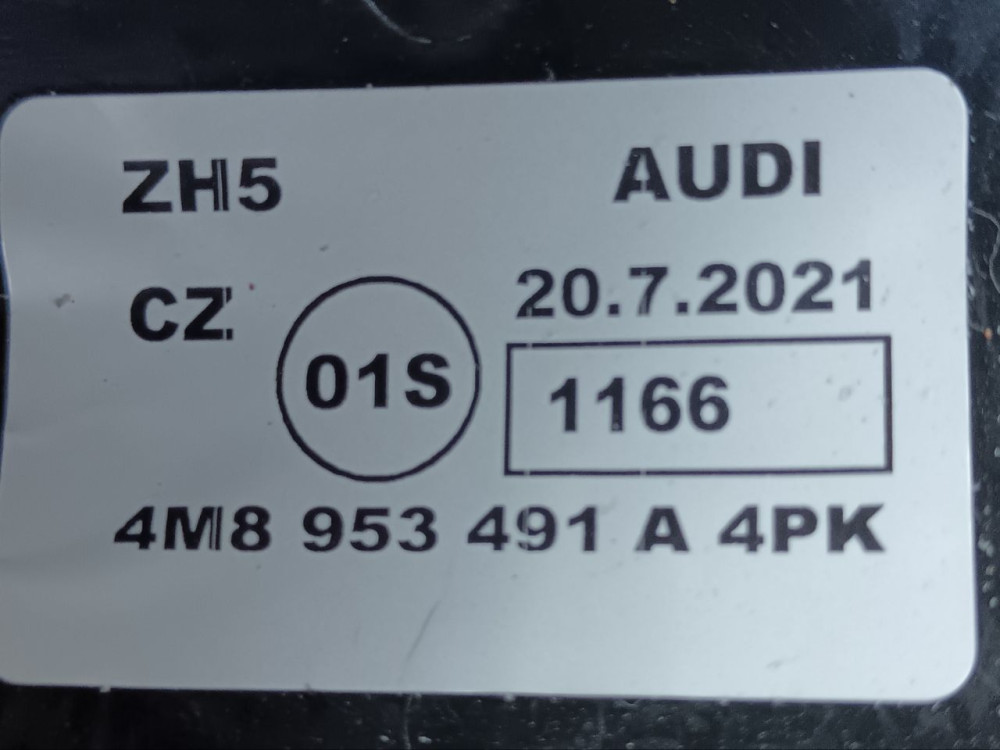 ZH5 AUDI
CZ 20.7.2021
01S 1166
4M8 953 491 A 4PK